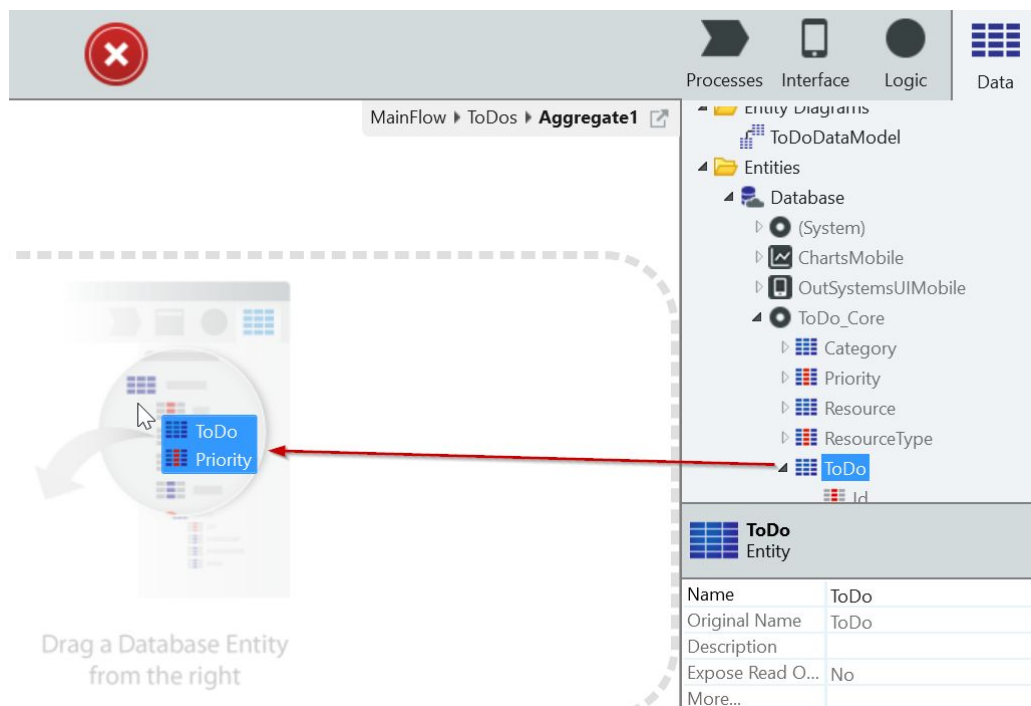 Processes Interface Logic Data
MainFlow ToDos Aggregate1
Entity Diagrams
ToDoDataModel
Entities
Database
(System)
ChartsMobile
OutSystemsUIMobile
ToDo_Core
Category
Priority
Resource
ResourceType
ToDo
Id
ToDo
Priority
Drag a Database Entity
from the right
ToDo
Entity
Name ToDo
Original Name ToDo
Description
Expose Read O... No
More...